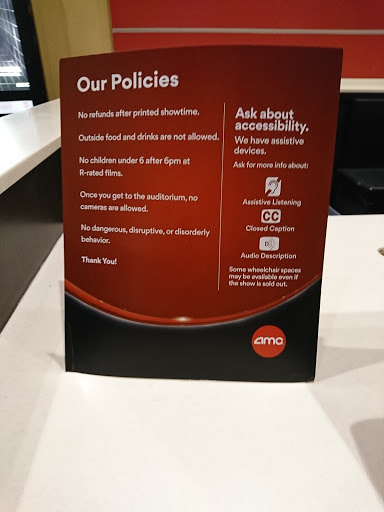 Our Policies
No refunds after printed showtime.
Outside food and drinks are not allowed.
No children under 6 after 6pm at
R-rated films.
Once you get to the auditorium, no
cameras are allowed.
No dangerous, disruptive, or disorderly
behavior.
Thank You!
Ask about
accessibility.
We have assistive
devices.
Ask for more info about:
Assistive Listening
CC
Closed Caption
Audio Description
Some wheelchair spaces
may be available even if
the show is sold out.
amc